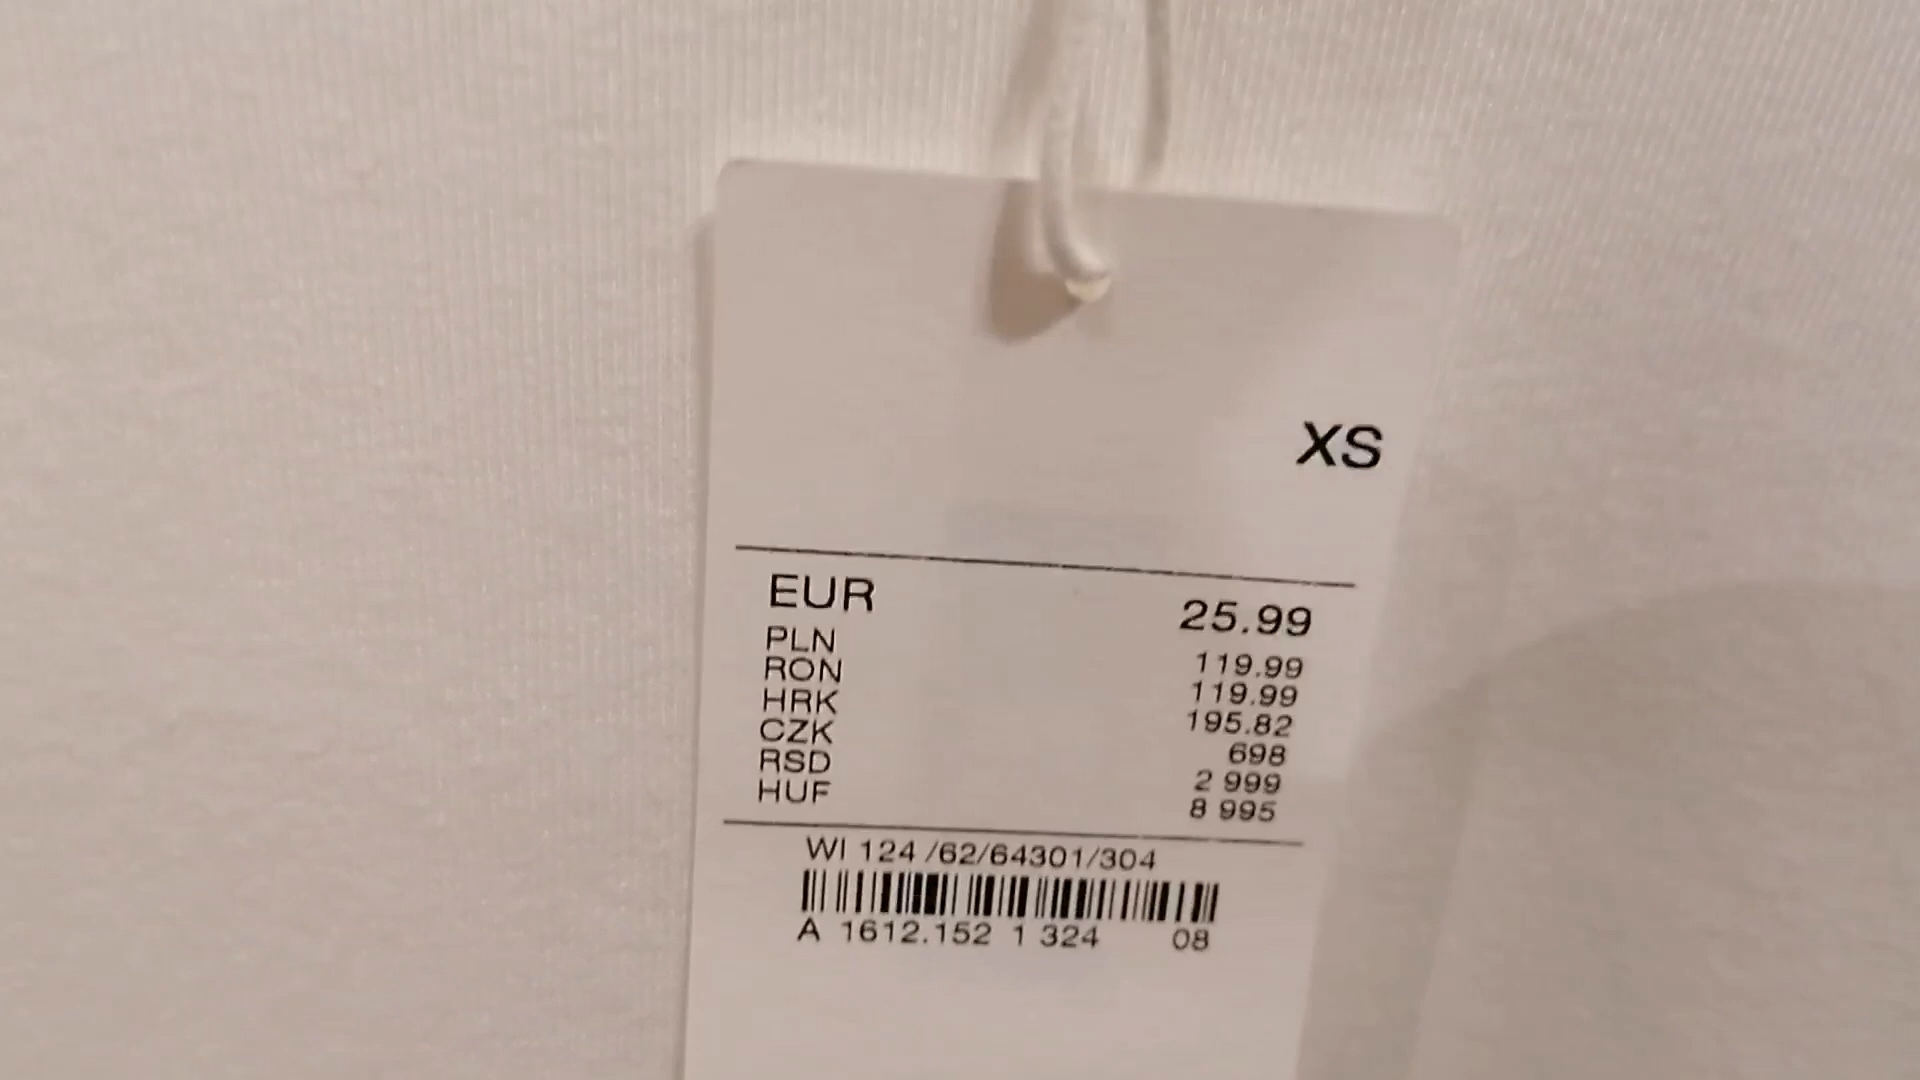 XS
EUR 25.99
PLN 119.99
RON 119.99
HRK 195.82
CZK 698
RSD 2 999
HUF 8 995
WI 124 /62/64301/304
A 1612.152 1 324 08